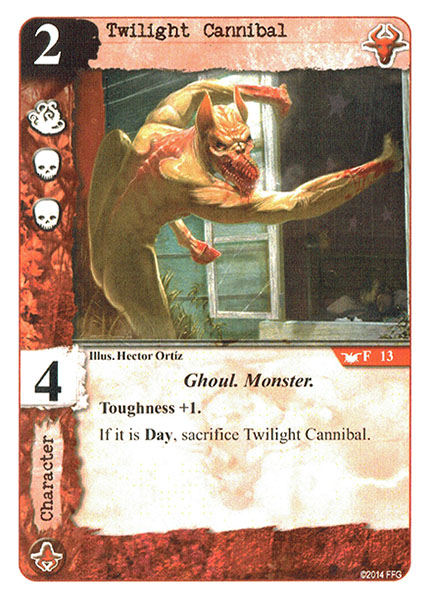 2
Twilight Cannibal
Illus. Hector Ortíz
F 13
4
Ghoul. Monster.
Toughness +1.
If it is Day, sacrifice Twilight Cannibal.
Character
©2014 FFG